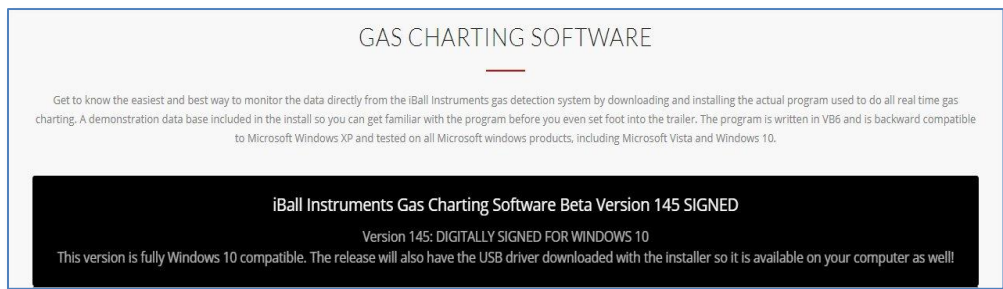 GAS CHARTING SOFTWARE
Get to know the easiest and best way to monitor the data directly from the iBall Instruments gas detection system by downloading and installing the actual program used to do all real time gas
charting. A demonstration data base included in the install so you can get familiar with the program before you even set foot into the trailer. The program is written in VB6 and is backward compatible
to Microsoft Windows XP and tested on all Microsoft windows products, including Microsoft Vista and Windows 10.
iBall Instruments Gas Charting Software Beta Version 145 SIGNED
Version 145: DIGITALLY SIGNED FOR WINDOWS 10
This version is fully Windows 10 compatible. The release will also have the USB driver downloaded with the installer so it is available on your computer as well!